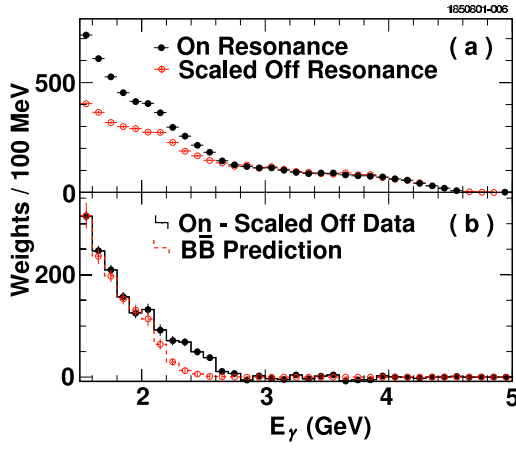 1850801-006
On Resonance
( a )
Scaled Off Resonance
500
0
Weights / 100 MeV
On - Scaled Off Data
( b )
BB̄ Prediction
200
0
2 3 4 5
Eγ (GeV)